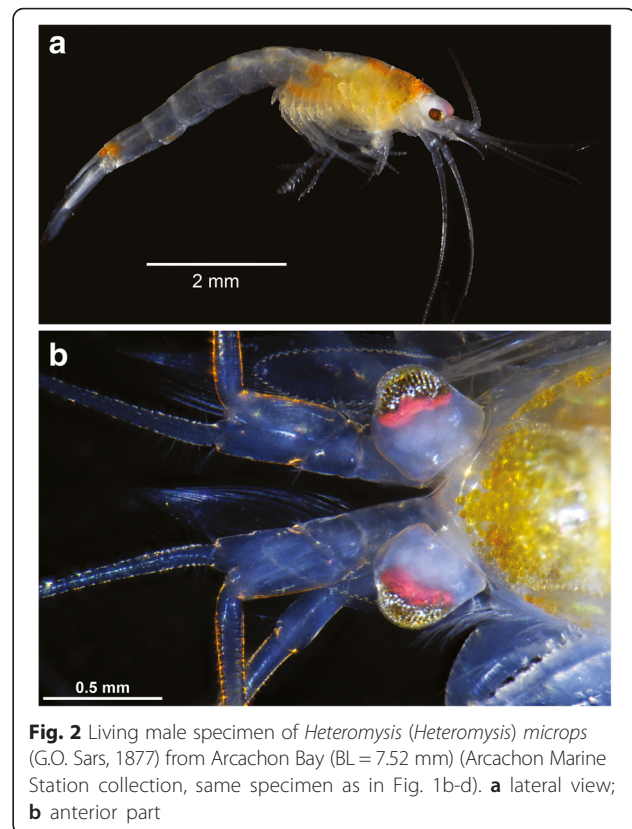 a
2 mm
b
0.5 mm
Fig. 2 Living male specimen of Heteromysis (Heteromysis) microps
(G.O. Sars, 1877) from Arcachon Bay (BL = 7.52 mm) (Arcachon Marine
Station collection, same specimen as in Fig. 1b-d). a lateral view;
b anterior part